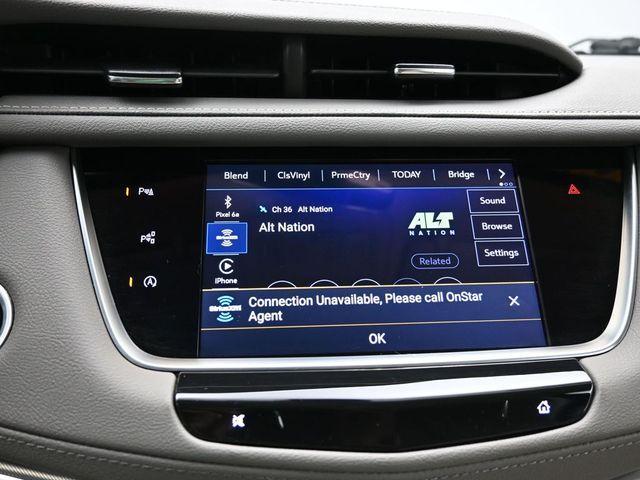 Blend ClsVinyl PrmeCtry TODAY Bridge
Pixel 6a
Ch 36 Alt Nation
Sound
Alt Nation
ALT
NATION
Browse
iPhone
Related
Settings
SiriusXM
Connection Unavailable, Please call OnStar
Agent
OK